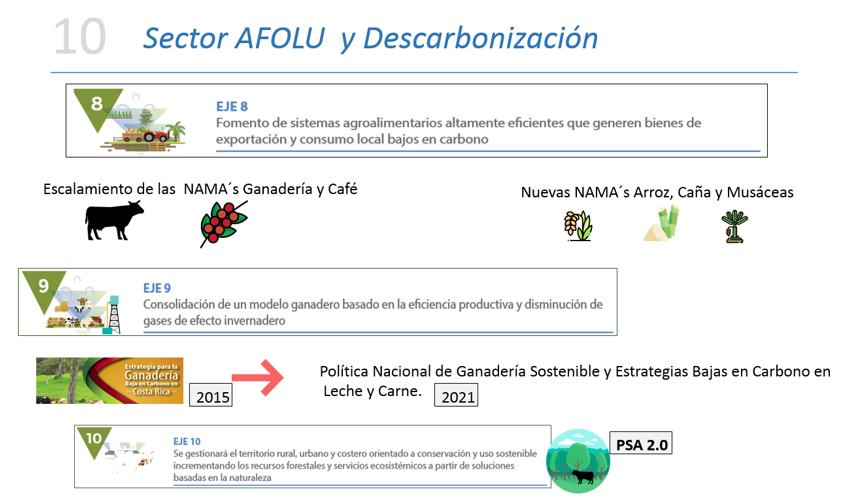 10 Sector AFOLU y Descarbonización
8
EJE 8
Fomento de sistemas agroalimentarios altamente eficientes que generen bienes de
exportación y consumo local bajos en carbono
Escalamiento de las NAMA´s Ganadería y Café
Nuevas NAMA´s Arroz, Caña y Musáceas
9
EJE 9
Consolidación de un modelo ganadero basado en la eficiencia productiva y disminución de
gases de efecto invernadero
Estrategia para la
Ganadería
Baja en Carbono en
Costa Rica
2015
Política Nacional de Ganadería Sostenible y Estrategias Bajas en Carbono en
Leche y Carne. 2021
10
EJE 10
Se gestionará el territorio rural, urbano y costero orientado a conservación y uso sostenible
incrementando los recursos forestales y servicios ecosistémicos a partir de soluciones
basadas en la naturaleza
PSA 2.0